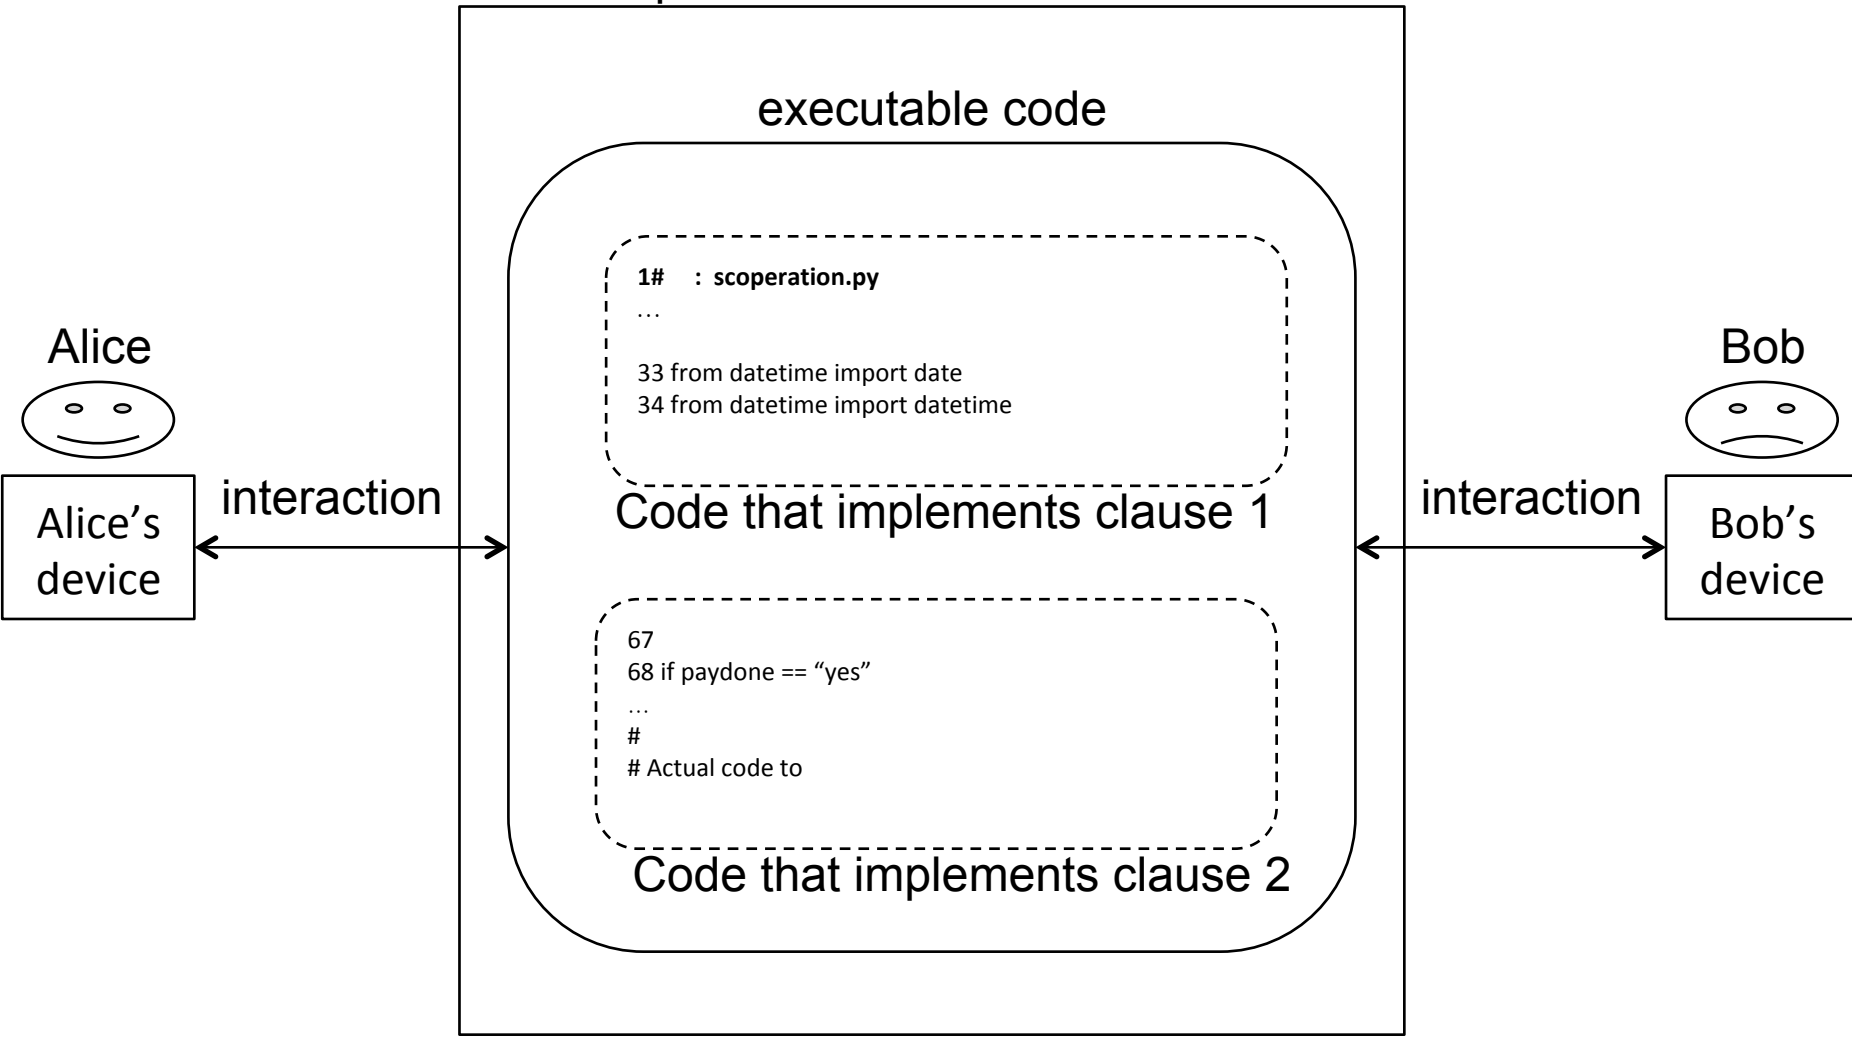 executable code
1# : scoperation.py
...
33 from datetime import date
34 from datetime import datetime
Code that implements clause 1
Alice
Alice's
device
interaction
Bob
interaction
Bob's
device
67
68 if paydone == “yes”
...
#
# Actual code to
Code that implements clause 2